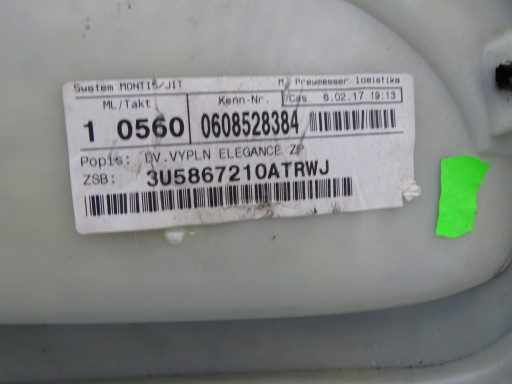 System MONTIS/JIT M. Preumesser logistika
ML/Takt Kenn-Nr. /Cas 6.02.17 19:13
1 0560 0608528384
Popis: DV.VYPLN ELEGANCE ZP
ZSB: 3U5867210ATRWJ